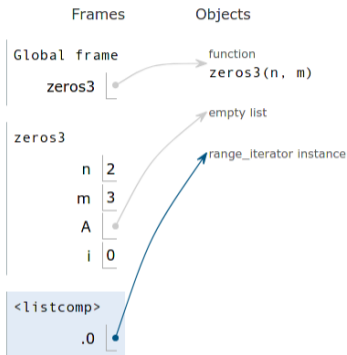 Frames Objects
Global frame
zeros3
function
zeros3(n, m)
empty list
range_iterator instance
zeros3
n 2
m 3
A
i 0
<listcomp>
.0